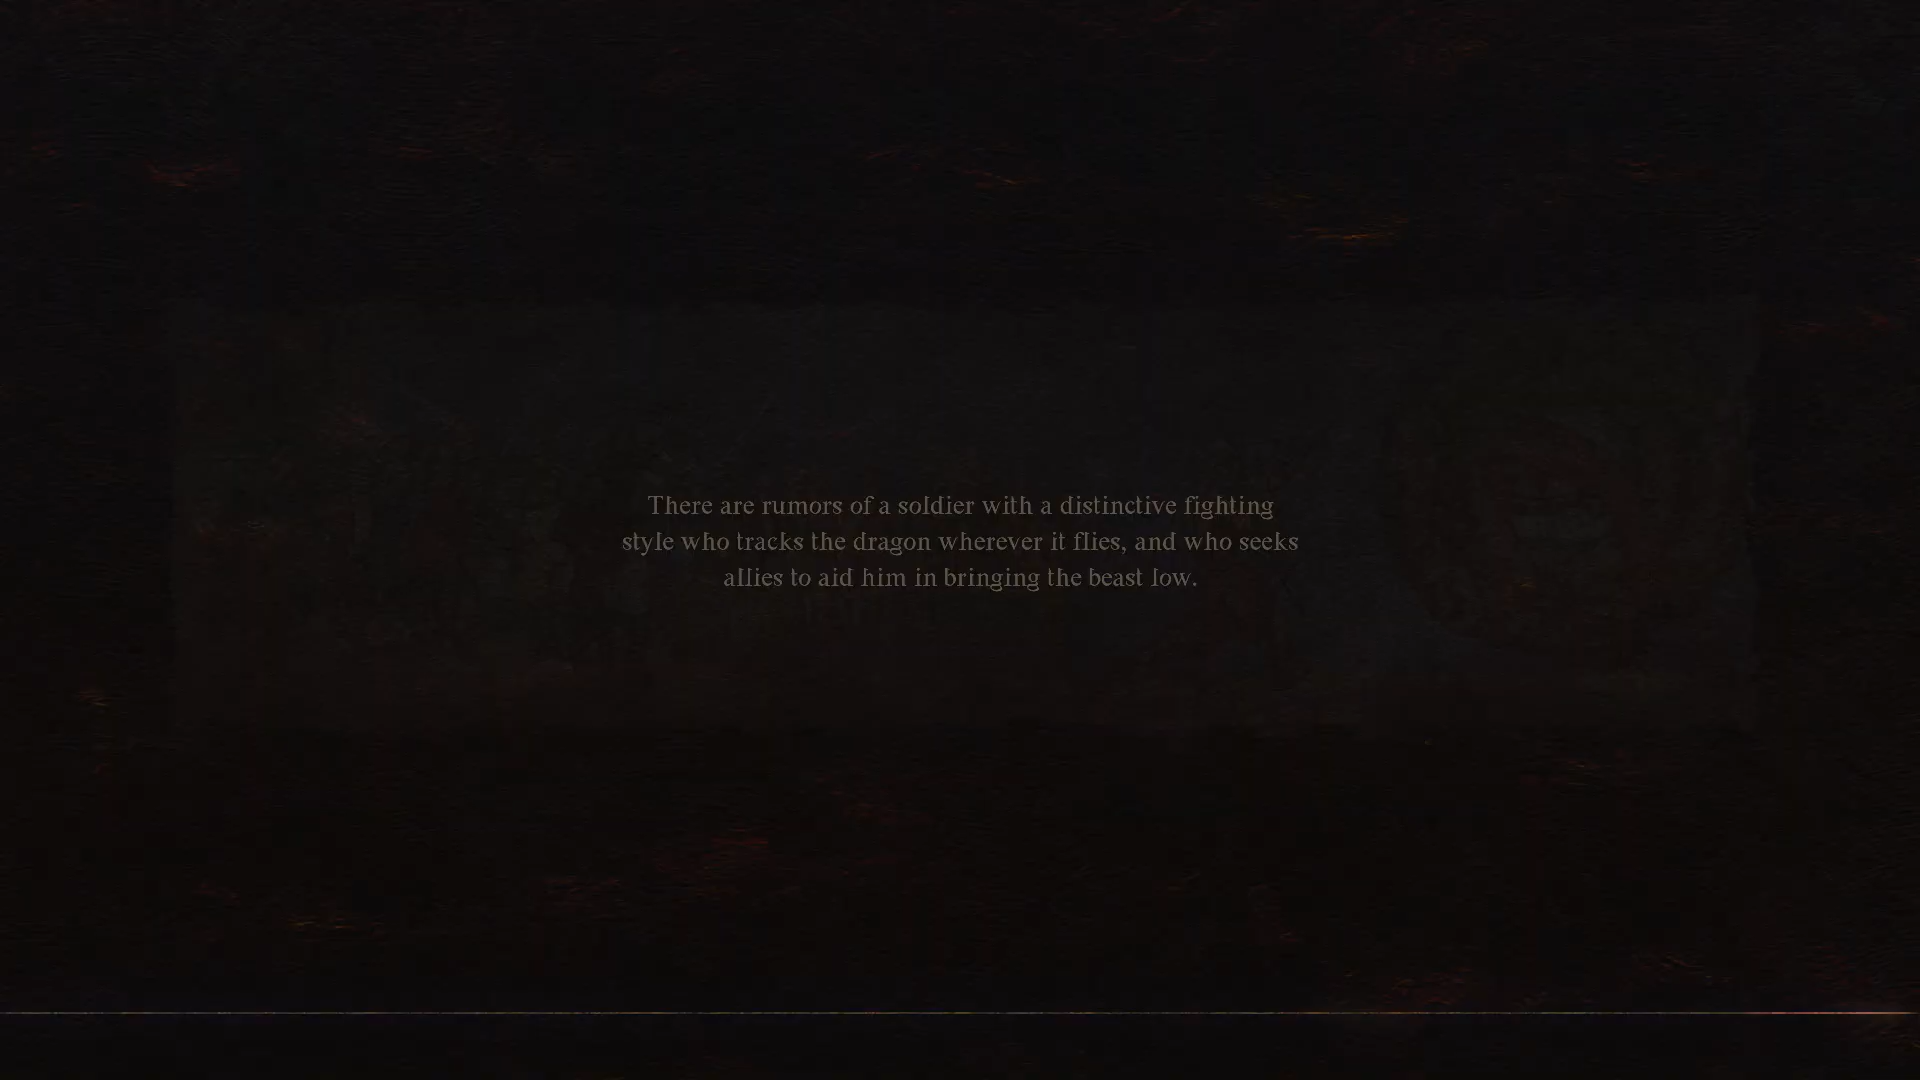 There are rumors of a soldier with a distinctive fighting
style who tracks the dragon wherever it flies, and who seeks
allies to aid him in bringing the beast low.